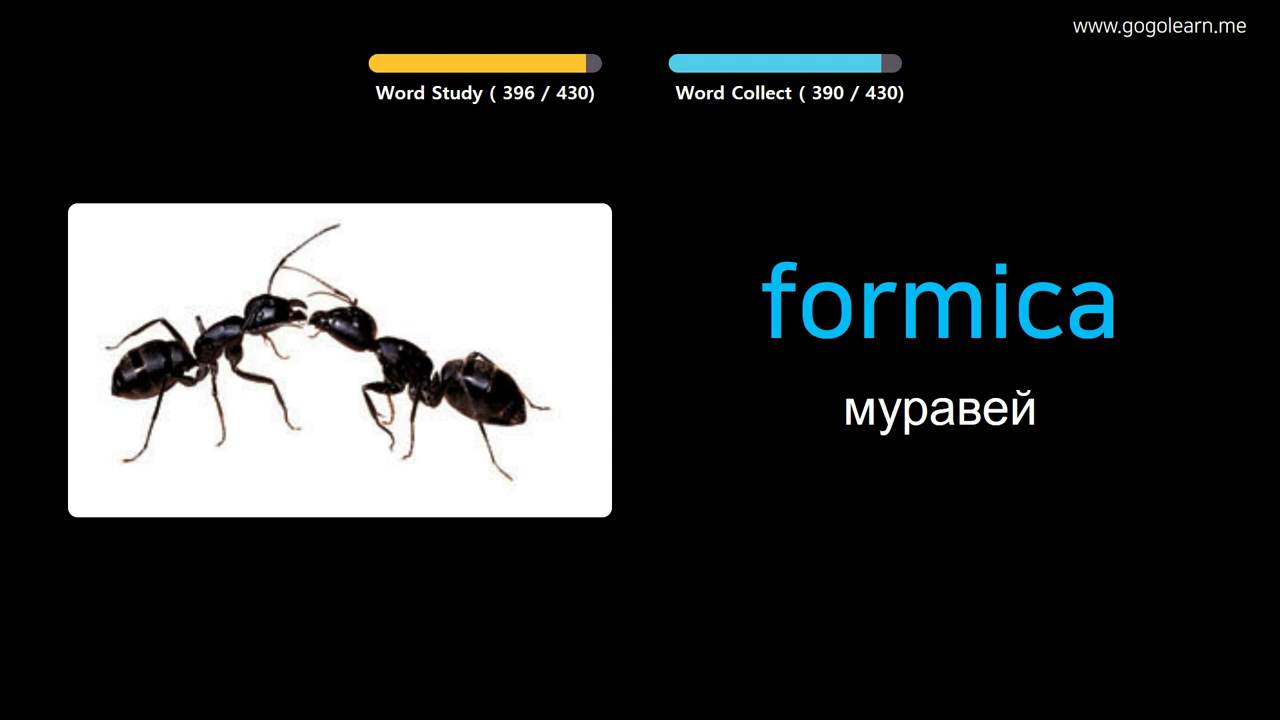 www.gogolearn.me
Word Study ( 396 / 430)
Word Collect ( 390 / 430)
formica
муравей